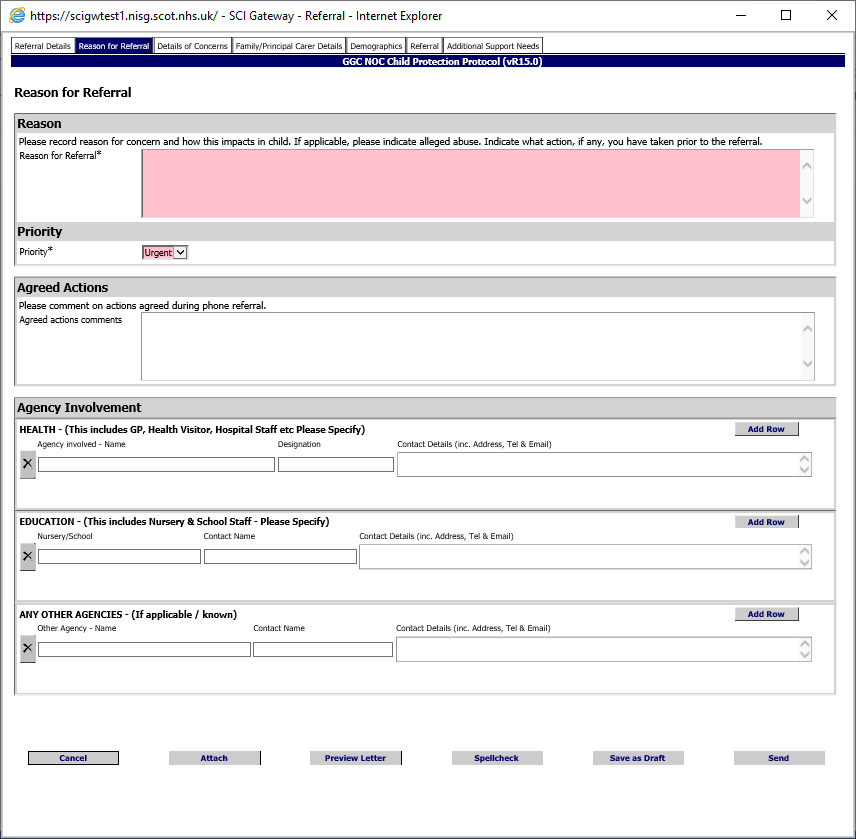 https://scigwtest1.nisg.scot.nhs.uk/ - SCI Gateway - Referral - Internet Explorer
Referral Details Reason for Referral Details of Concerns Family/Principal Carer Details Demographics Referral Additional Support Needs
GGC NOC Child Protection Protocol (vR15.0)
Reason for Referral
Reason
Please record reason for concern and how this impacts in child. If applicable, please indicate alleged abuse. Indicate what action, if any, you have taken prior to the referral.
Reason for Referral*
Priority
Priority* Urgent
Agreed Actions
Please comment on actions agreed during phone referral.
Agreed actions comments
Agency Involvement
HEALTH - (This includes GP, Health Visitor, Hospital Staff etc Please Specify) Add Row
Agency involved - Name Designation Contact Details (inc. Address, Tel & Email)
X
EDUCATION - (This includes Nursery & School Staff - Please Specify) Add Row
Nursery/School Contact Name Contact Details (inc. Address, Tel & Email)
X
ANY OTHER AGENCIES - (If applicable / known) Add Row
Other Agency - Name Contact Name Contact Details (inc. Address, Tel & Email)
X
Cancel Attach Preview Letter Spellcheck Save as Draft Send